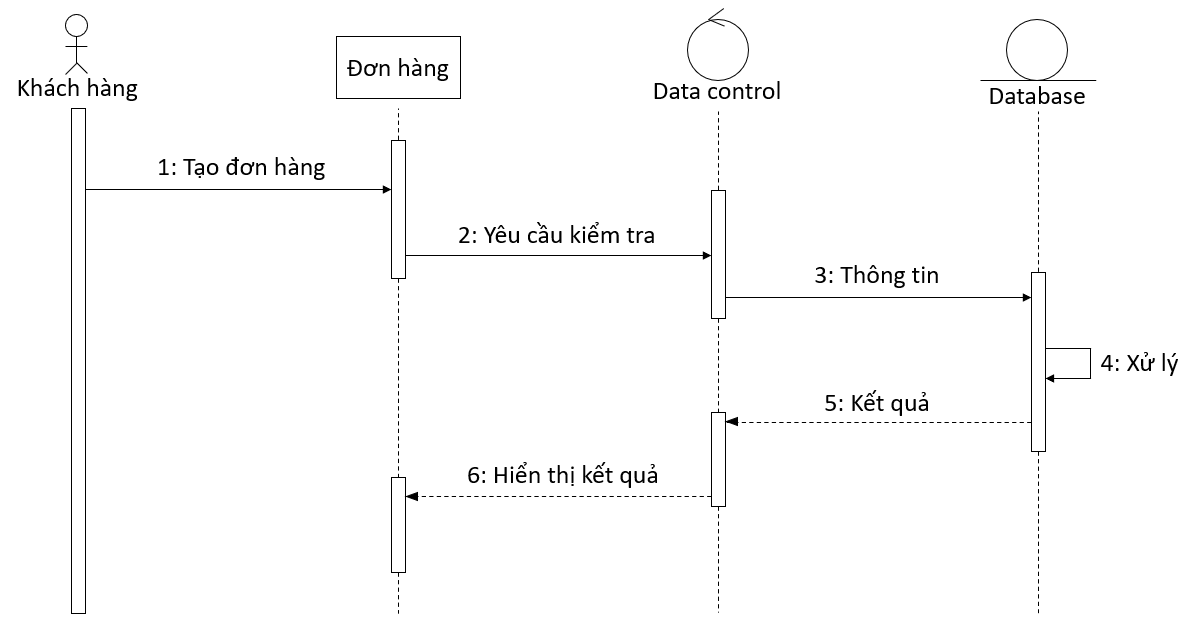 Khách hàng
Đơn hàng
Data control
Database
1: Tạo đơn hàng
2: Yêu cầu kiểm tra
3: Thông tin
4: Xử lý
5: Kết quả
6: Hiển thị kết quả